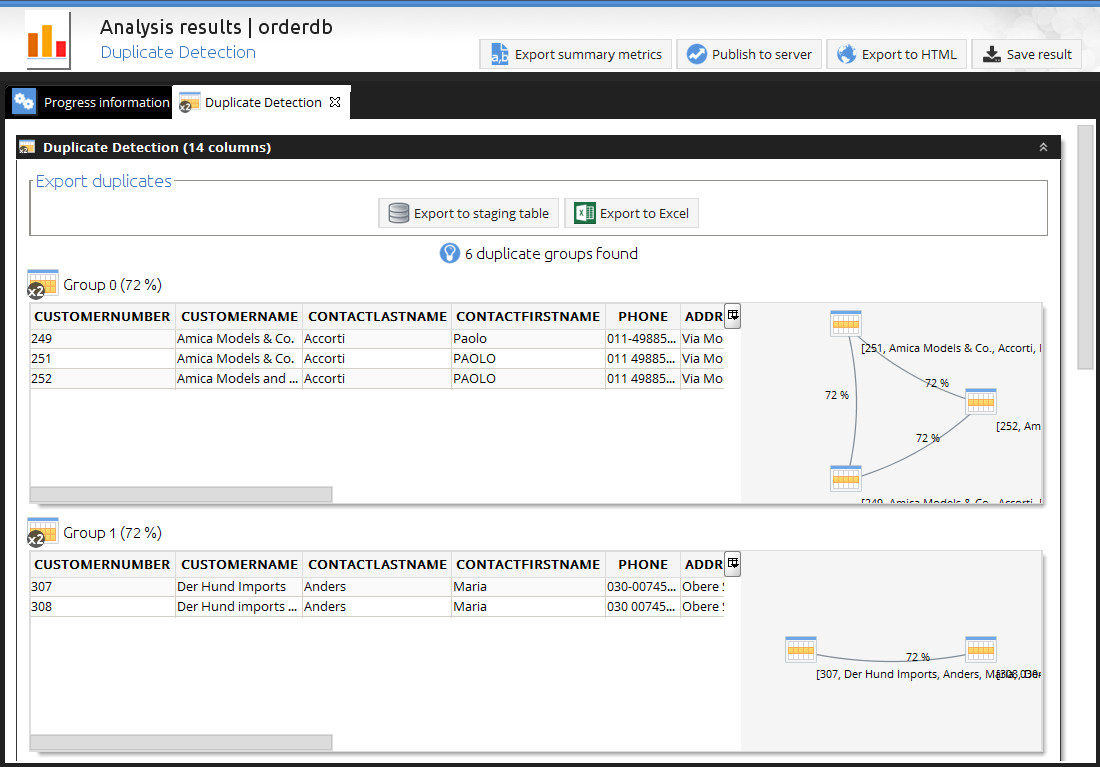 Analysis results | orderdb
Duplicate Detection
Export summary metrics Publish to server Export to HTML Save result
Progress information Duplicate Detection
Duplicate Detection (14 columns)
Export duplicates
Export to staging table Export to Excel
6 duplicate groups found
x2 Group 0 (72 %)
CUSTOMERNUMBER CUSTOMERNAME CONTACTLASTNAME CONTACTFIRSTNAME PHONE ADDR
249 Amica Models & Co. Accorti Paolo 011-49885... Via Mo
251 Amica Models & Co. Accorti PAOLO 011 49885... Via Mo
252 Amica Models and ... Accorti PAOLO 011 49885... Via Mo
[251, Amica Models & Co., Accorti,
72 %
72 %
[252, Am
72 %
[249, Amica Models & Co., Accorti,
x2 Group 1 (72 %)
CUSTOMERNUMBER CUSTOMERNAME CONTACTLASTNAME CONTACTFIRSTNAME PHONE ADDR
307 Der Hund Imports Anders Maria 030-00745... Obere
308 Der Hund imports ... Anders Maria 030 00745... Obere
72 %
[307, Der Hund Imports, Anders,